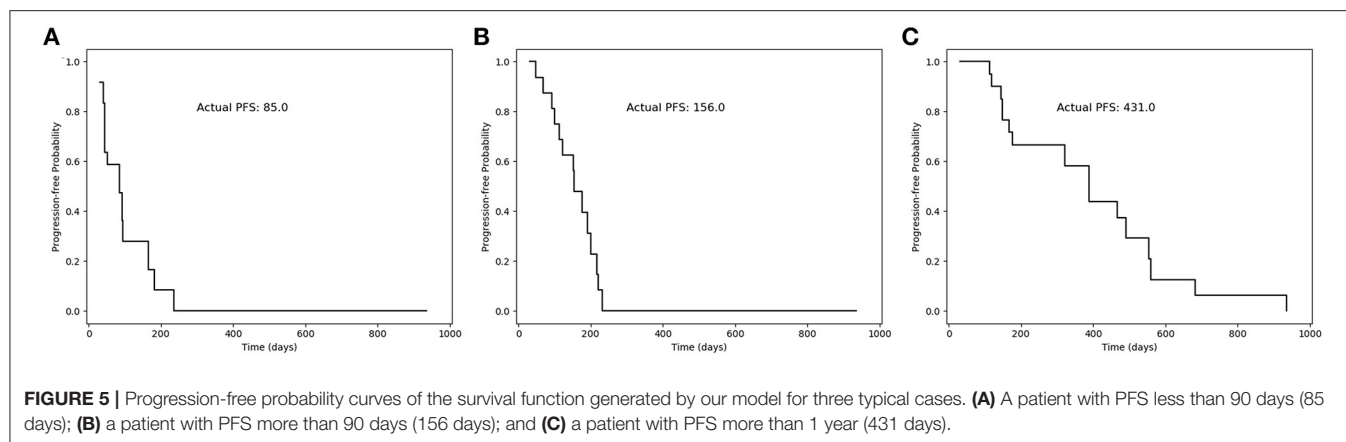 A
B
C
1.0
0.8
0.6
0.4
0.2
0.0
Progression-free Probability
Actual PFS: 85.0
0
200
400
600
800
1000
Time (days)
1.0
0.8
0.6
0.4
0.2
0.0
Progression-free Probability
Actual PFS: 156.0
0
200
400
600
800
1000
Time (days)
1.0
0.8
0.6
0.4
0.2
0.0
Progression-free Probability
Actual PFS: 431.0
0
200
400
600
800
1000
Time (days)
FIGURE 5 | Progression-free probability curves of the survival function generated by our model for three typical cases. (A) A patient with PFS less than 90 days (85
days); (B) a patient with PFS more than 90 days (156 days); and (C) a patient with PFS more than 1 year (431 days).